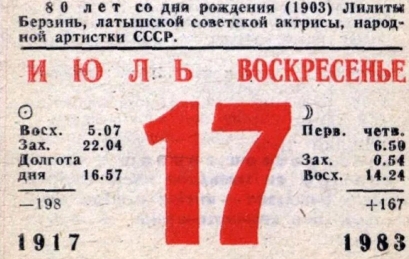 80 лет со дня рождения (1903) Лилиты
Берзинь, латышской советской актрисы, народ-
ной артистки СССР.
ИЮЛЬ ВОСКРЕСЕНЬЕ
17
Восх. 5.07
Зах. 22.04
Долгота
дня 16.57
—198
1917
☽
Перв. четв.
6.50
Зах. 0.54
Восх. 14.24
+167
1983